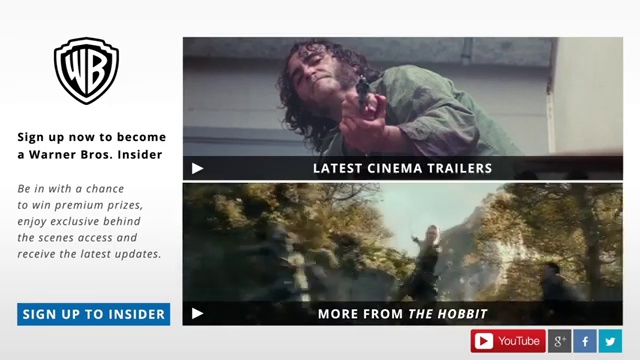 WB
Sign up now to become
a Warner Bros. Insider
Be in with a chance
to win premium prizes,
enjoy exclusive behind
the scenes access and
receive the latest updates.
SIGN UP TO INSIDER
LATEST CINEMA TRAILERS
MORE FROM THE HOBBIT
YouTube
g+
f